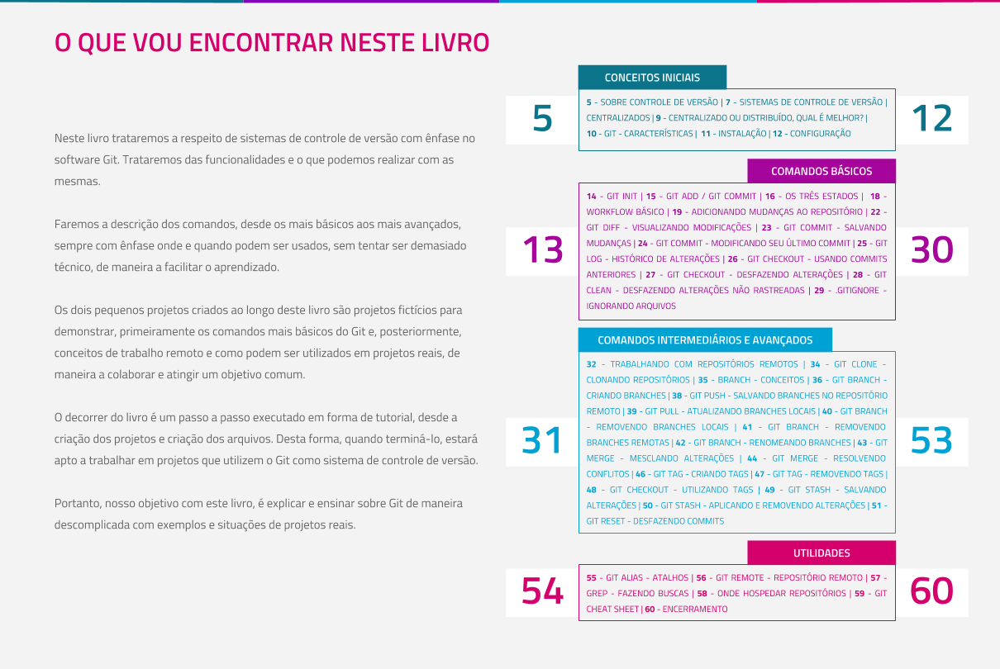 O QUE VOU ENCONTRAR NESTE LIVRO
Neste livro trataremos a respeito de sistemas de controle de versão com ênfase no
software Git. Trataremos das funcionalidades e o que podemos realizar com as
mesmas.
Faremos a descrição dos comandos, desde os mais básicos aos mais avançados,
sempre com ênfase onde e quando podem ser usados, sem tentar ser demasiado
técnico, de maneira a facilitar o aprendizado.
Os dois pequenos projetos criados ao longo deste livro são projetos fictícios para
demonstrar, primeiramente os comandos mais básicos do Git e, posteriormente,
conceitos de trabalho remoto e como podem ser utilizados em projetos reais, de
maneira a colaborar e atingir um objetivo comum.
O decorrer do livro é um passo a passo executado em forma de tutorial, desde a
criação dos projetos e criação dos arquivos. Desta forma, quando terminá-lo, estará
apto a trabalhar em projetos que utilizem o Git como sistema de controle de versão.
Portanto, nosso objetivo com este livro, é explicar e ensinar sobre Git de maneira
descomplicada com exemplos e situações de projetos reais.
CONCEITOS INICIAIS
5
5 - SOBRE CONTROLE DE VERSÃO | 7 - SISTEMAS DE CONTROLE DE VERSÃO |
CENTRALIZADOS | 9 - CENTRALIZADO OU DISTRIBUÍDO, QUAL É MELHOR? |
10 - GIT - CARACTERÍSTICAS | 11 - INSTALAÇÃO | 12 - CONFIGURAÇÃO
12
COMANDOS BÁSICOS
13
14 - GIT INIT | 15 - GIT ADD / GIT COMMIT | 16 - OS TRÊS ESTADOS | 18 -
WORKFLOW BÁSICO | 19 - ADICIONANDO MUDANÇAS AO REPOSITÓRIO | 22 -
GIT DIFF - VISUALIZANDO MODIFICAÇÕES | 23 - GIT COMMIT - SALVANDO
MUDANÇAS | 24 - GIT COMMIT - MODIFICANDO SEU ÚLTIMO COMMIT | 25 - GIT
LOG - HISTÓRICO DE ALTERAÇÕES | 26 - GIT CHECKOUT - USANDO COMMITS
ANTERIORES | 27 - GIT CHECKOUT - DESFAZENDO ALTERAÇÕES | 28 - GIT
CLEAN - DESFAZENDO ALTERAÇÕES NÃO RASTREADAS | 29 - .GITIGNORE -
IGNORANDO ARQUIVOS
30
COMANDOS INTERMEDIÁRIOS E AVANÇADOS
31
32 - TRABALHANDO COM REPOSITÓRIOS REMOTOS | 34 - GIT CLONE -
CLONANDO REPOSITÓRIOS | 35 - BRANCH - CONCEITOS | 36 - GIT BRANCH -
CRIANDO BRANCHES | 38 - GIT PUSH - SALVANDO BRANCHES NO REPOSITÓRIO
REMOTO | 39 - GIT PULL - ATUALIZANDO BRANCHES LOCAIS | 40 - GIT BRANCH
- REMOVENDO BRANCHES LOCAIS | 41 - GIT BRANCH - REMOVENDO
BRANCHES REMOTAS | 42 - GIT BRANCH - RENOMEANDO BRANCHES | 43 - GIT
MERGE - MESCLANDO ALTERAÇÕES | 44 - GIT MERGE - RESOLVENDO
CONFLITOS | 46 - GIT TAG - CRIANDO TAGS | 47 - GIT TAG - REMOVENDO TAGS |
48 - GIT CHECKOUT - UTILIZANDO TAGS | 49 - GIT STASH - SALVANDO
ALTERAÇÕES | 50 - GIT STASH - APLICANDO E REMOVENDO ALTERAÇÕES | 51 -
GIT RESET - DESFAZENDO COMMITS
53
UTILIDADES
54
55 - GIT ALIAS - ATALHOS | 56 - GIT REMOTE - REPOSITÓRIO REMOTO | 57 -
GREP - FAZENDO BUSCAS | 58 - ONDE HOSPEDAR REPOSITÓRIOS | 59 - GIT
CHEAT SHEET | 60 - ENCERRAMENTO
60